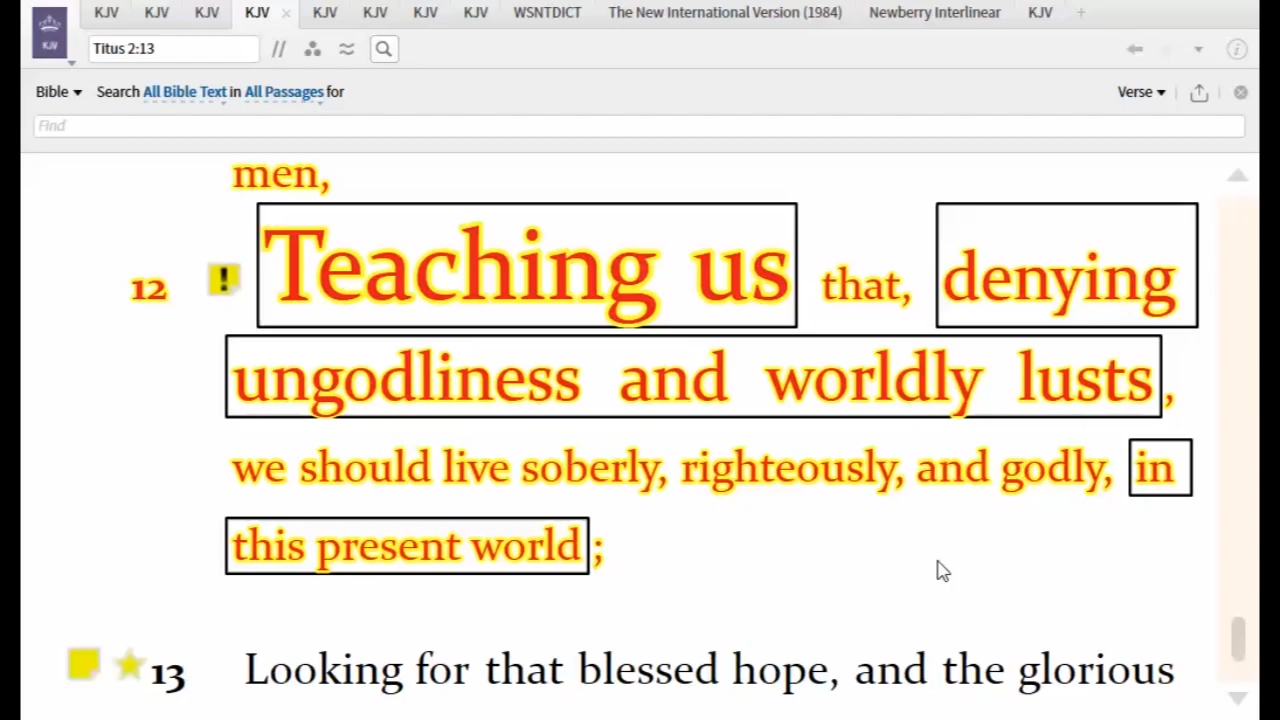 KJV KJV KJV KJV KJV KJV KJV KJV WSNTDICT The New International Version (1984) Newberry Interlinear KJV
KJV
Titus 2:13
Bible Search All Bible Text in All Passages for Verse
Find
men,
12 ! Teaching us that, denying
ungodliness and worldly lusts,
we should live soberly, righteously, and godly, in
this present world;
13 Looking for that blessed hope, and the glorious